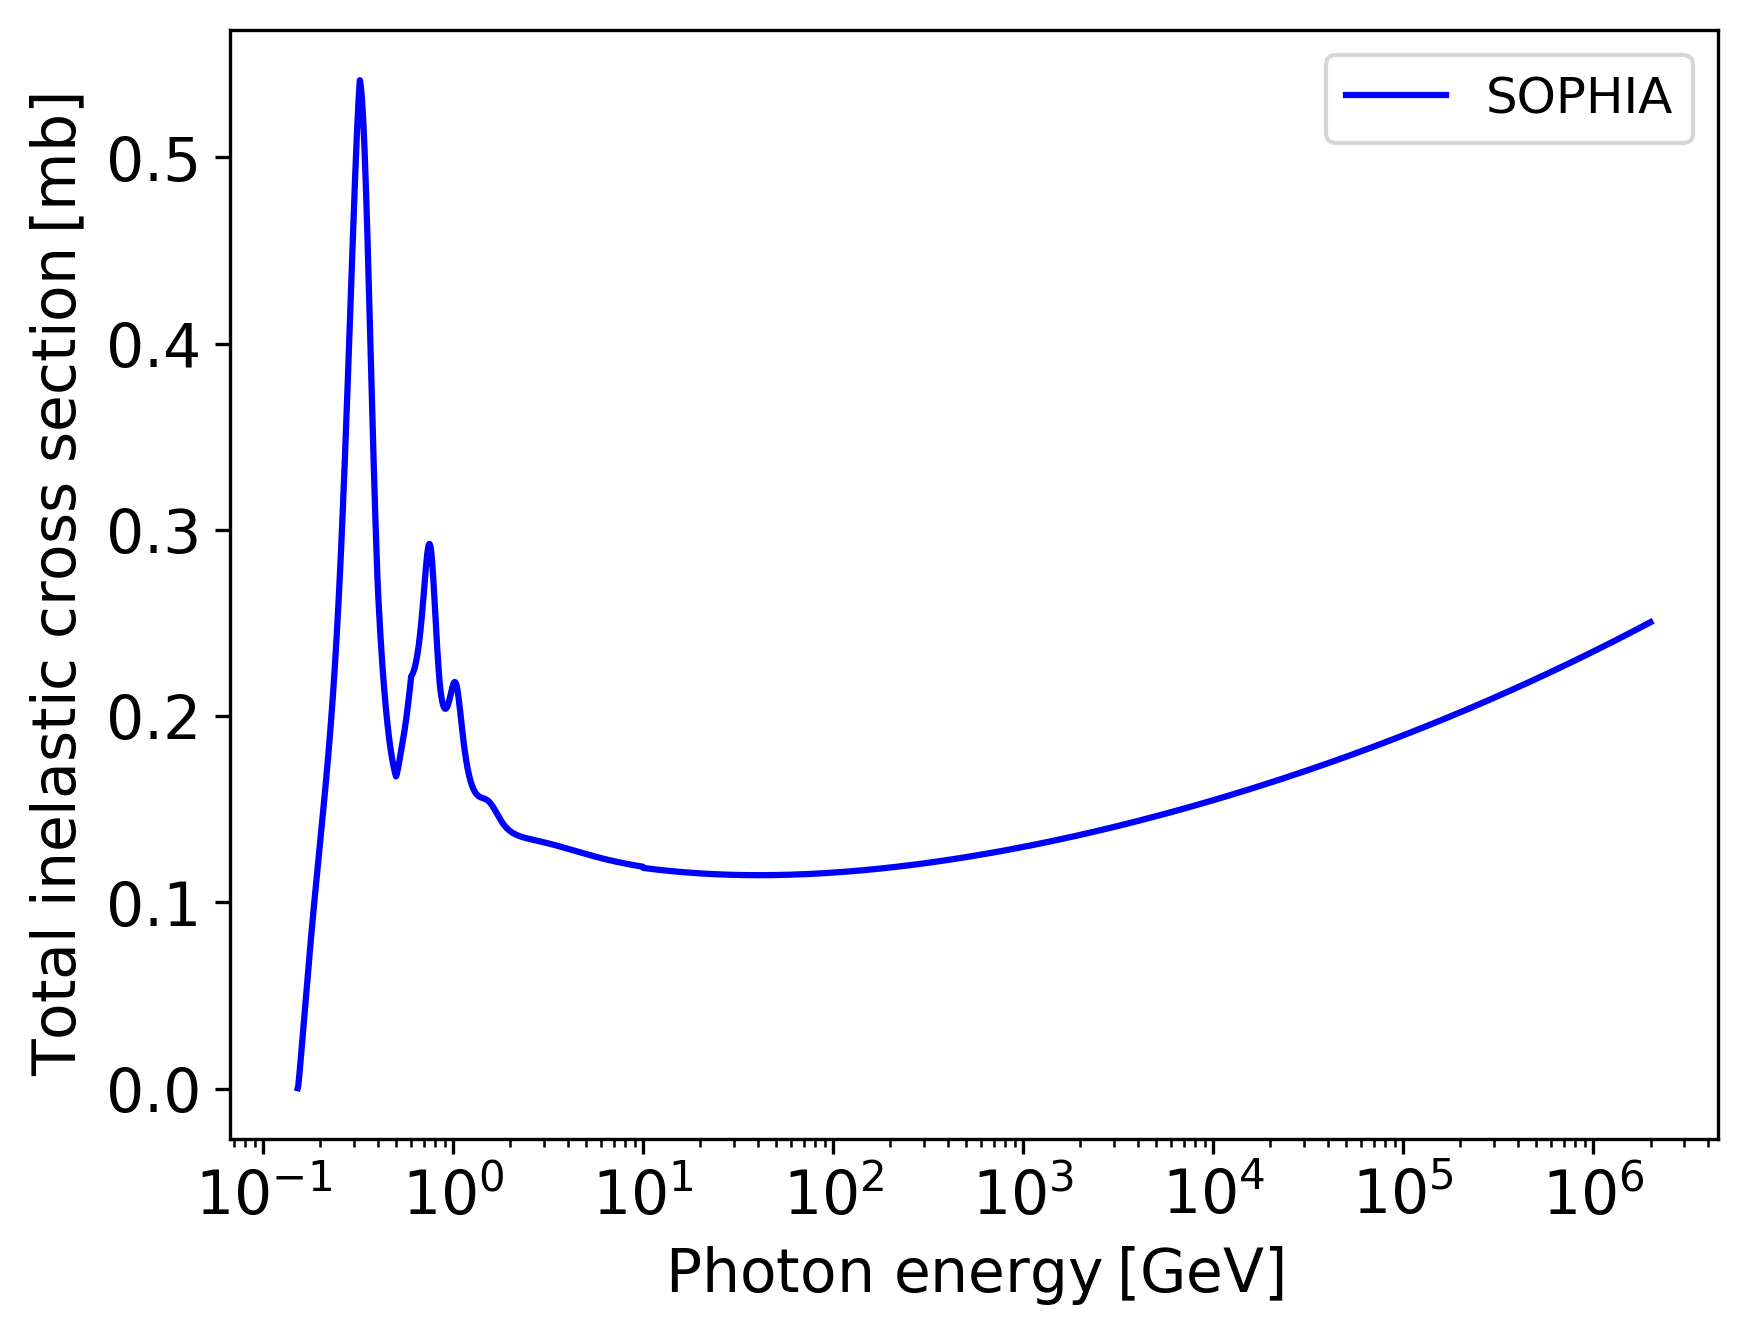 SOPHIA
Total inelastic cross section [mb]
0.5
0.4
0.3
0.2
0.1
0.0
10⁻¹ 10⁰ 10¹ 10² 10³ 10⁴ 10⁵ 10⁶
Photon energy [GeV]